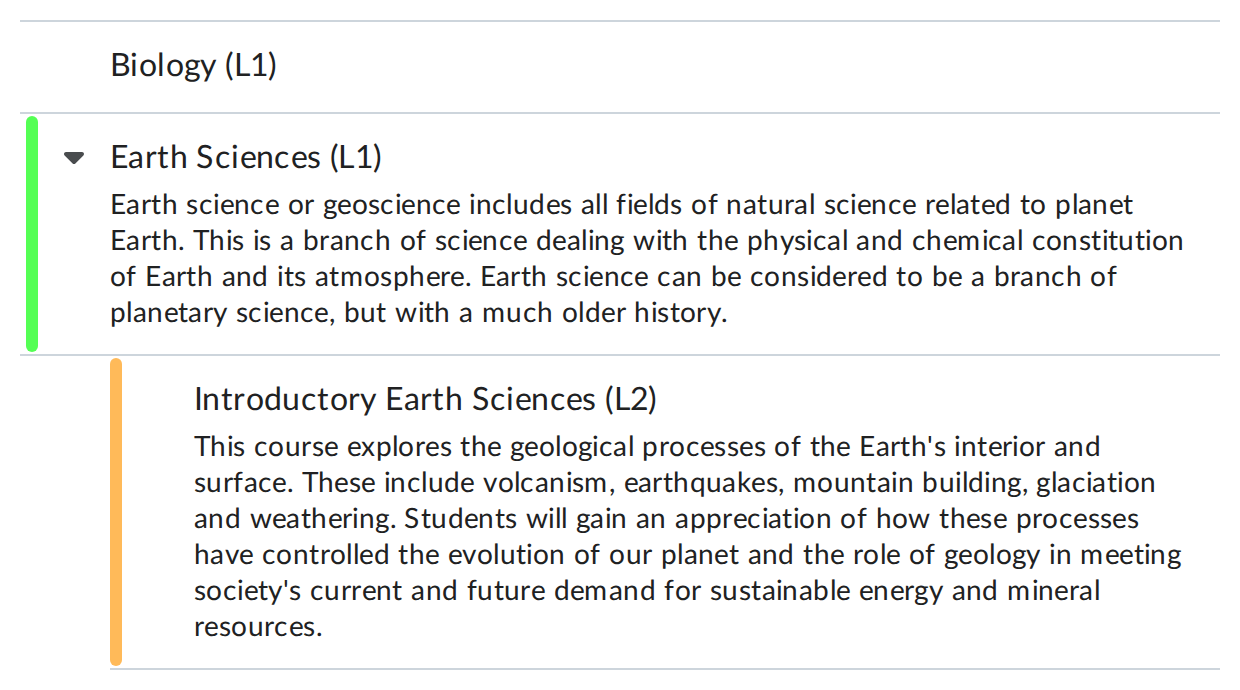 Biology (L1)
Earth Sciences (L1)
Earth science or geoscience includes all fields of natural science related to planet
Earth. This is a branch of science dealing with the physical and chemical constitution
of Earth and its atmosphere. Earth science can be considered to be a branch of
planetary science, but with a much older history.
Introductory Earth Sciences (L2)
This course explores the geological processes of the Earth's interior and
surface. These include volcanism, earthquakes, mountain building, glaciation
and weathering. Students will gain an appreciation of how these processes
have controlled the evolution of our planet and the role of geology in meeting
society's current and future demand for sustainable energy and mineral
resources.